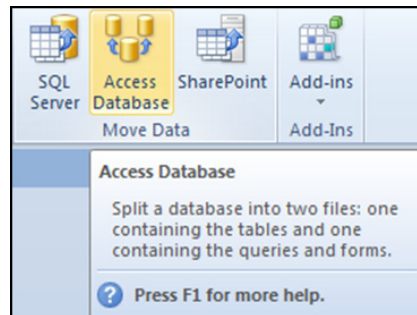 SQL Server
Access Database
SharePoint
Add-ins
Move Data
Add-Ins
Access Database
Split a database into two files: one
containing the tables and one
containing the queries and forms.
Press F1 for more help.